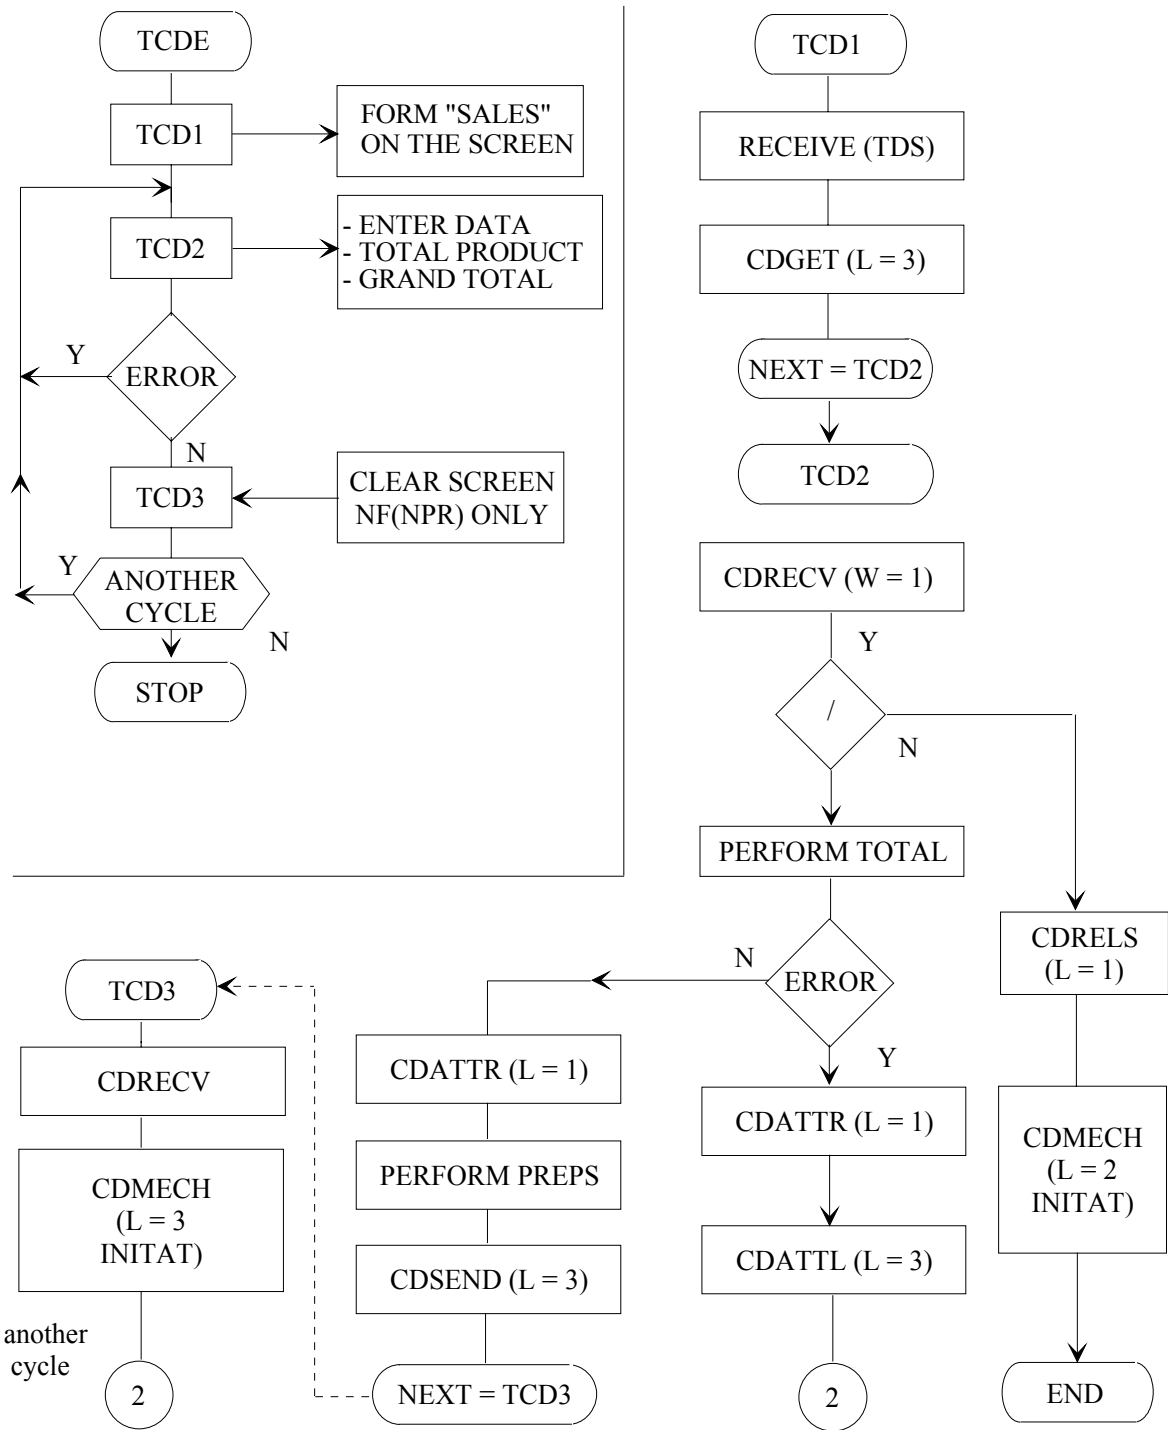 TCDE
TCD1
FORM "SALES"
ON THE SCREEN
TCD2
- ENTER DATA
- TOTAL PRODUCT
- GRAND TOTAL
Y
ERROR
N
TCD3
CLEAR SCREEN
NF(NPR) ONLY
Y
ANOTHER
CYCLE
N
STOP
TCD1
RECEIVE (TDS)
CDGET (L = 3)
NEXT = TCD2
TCD2
CDRECV (W = 1)
Y
/
N
PERFORM TOTAL
N
ERROR
Y
CDRELS
(L = 1)
CDMECH
(L = 2
INITAT)
END
CDATTR (L = 1)
CDATTL (L = 3)
2
CDATTR (L = 1)
PERFORM PREPS
CDSEND (L = 3)
NEXT = TCD3
TCD3
CDRECV
CDMECH
(L = 3
INITAT)
another
cycle
2